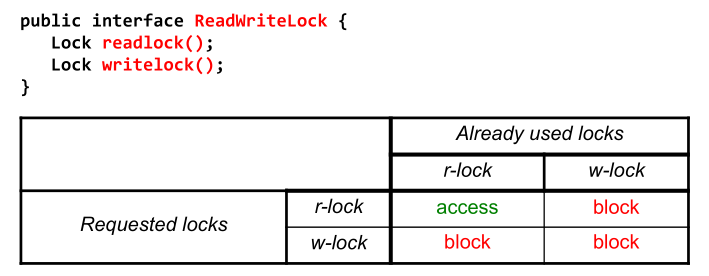 public interface ReadWriteLock {
Lock readlock();
Lock writelock();
}
Already used locks
r-lock w-lock
Requested locks r-lock access block
w-lock block block